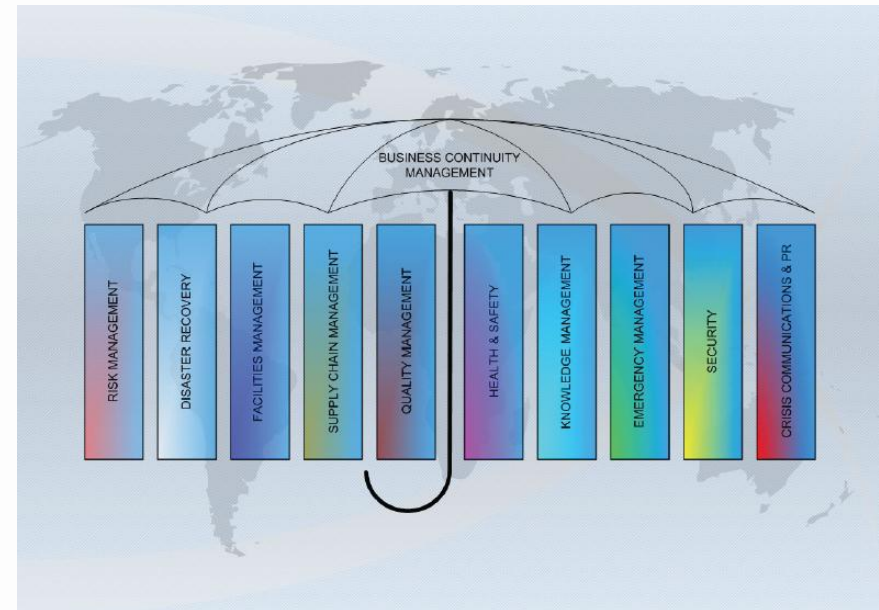 BUSINESS CONTINUITY
MANAGEMENT
RISK MANAGEMENT
DISASTER RECOVERY
FACILITIES MANAGEMENT
SUPPLY CHAIN MANAGEMENT
QUALITY MANAGEMENT
HEALTH & SAFETY
KNOWLEDGE MANAGEMENT
EMERGENCY MANAGEMENT
SECURITY
CRISIS COMMUNICATIONS & PR